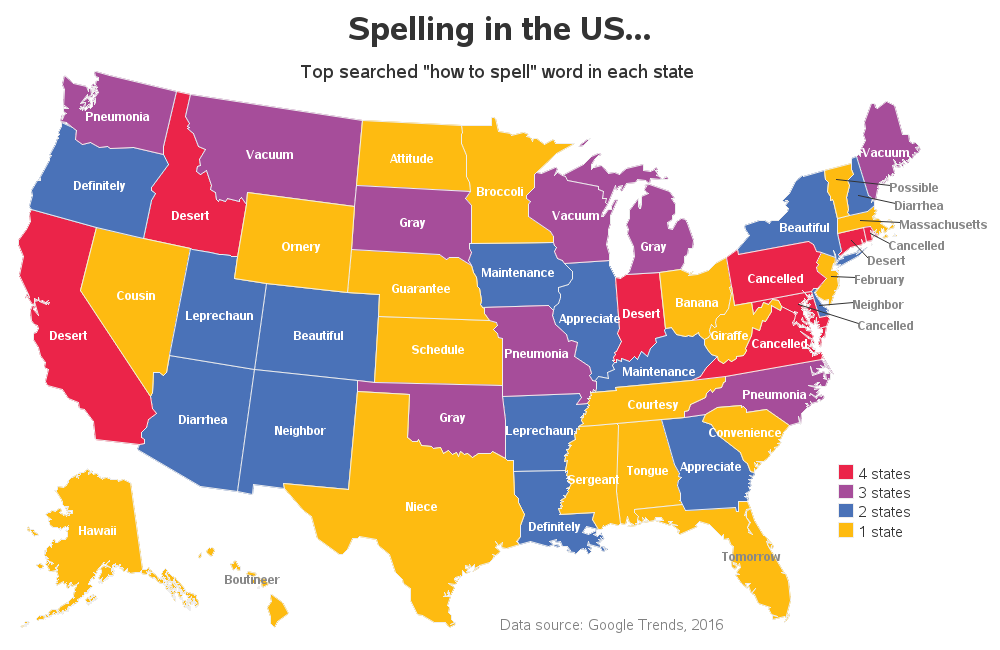 Spelling in the US...
Top searched "how to spell" word in each state
Pneumonia
Vacuum
Attitude
Broccoli
Vacuum
Definitely
Desert
Gray
Vacuum
Gray
Possible
Diarrhea
Beautiful
Massachusetts
Cancelled
Desert
February
Ornery
Maintenance
Cancelled
Cousin
Guarantee
Banana
Neighbor
Leprechaun
Appreciate
Desert
Cancelled
Desert
Beautiful
Schedule
Pneumonia
Giraffe
Cancelled
Maintenance
Pneumonia
Courtesy
Diarrhea
Neighbor
Gray
Leprechaun
Convenience
Sergeant
Tongue
Appreciate
4 states
3 states
2 states
1 state
Niece
Definitely
Hawaii
Tomorrow
Boutineer
Data source: Google Trends, 2016